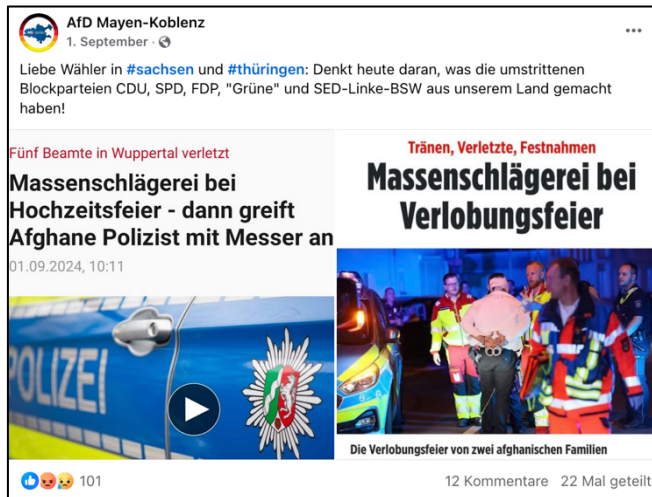 AfD Mayen-Koblenz
1. September ·
Liebe Wähler in #sachsen und #thüringen: Denkt heute daran, was die umstrittenen
Blockparteien CDU, SPD, FDP, "Grüne" und SED-Linke-BSW aus unserem Land gemacht
haben!
Fünf Beamte in Wuppertal verletzt
Massenschlägerei bei
Hochzeitsfeier - dann greift
Afghane Polizist mit Messer an
01.09.2024, 10:11
POLIZEI
Tränen, Verletzte, Festnahmen
Massenschlägerei bei
Verlobungsfeier
Die Verlobungsfeier von zwei afghanischen Familien
101
12 Kommentare 22 Mal geteilt